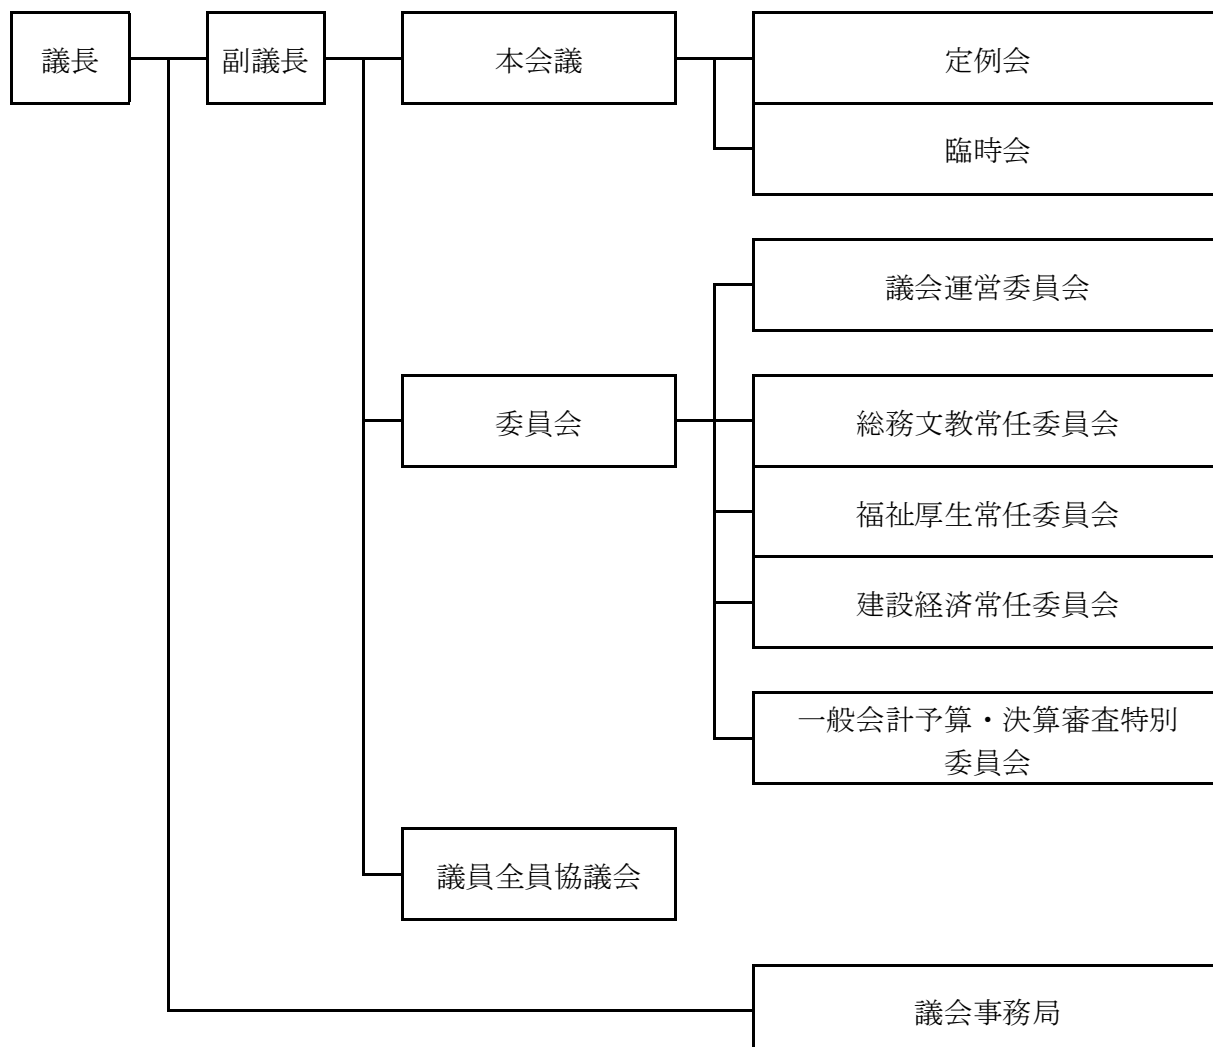 議長
副議長
本会議
定例会
臨時会
議会運営委員会
委員会
総務文教常任委員会
福祉厚生常任委員会
建設経済常任委員会
一般会計予算・決算審査特別
委員会
議員全員協議会
議会事務局